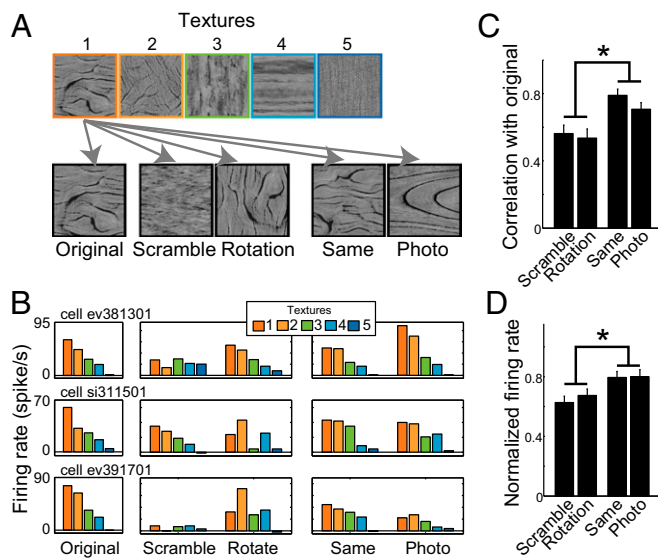 A
Textures
1 2 3 4 5
Original Scramble Rotation Same Photo
B
Firing rate (spike/s)
Textures
1 2 3 4 5
cell ev381301
95
0
cell si311501
70
0
cell ev391701
90
0
Original Scramble Rotate Same Photo
C
Correlation with original
*
0.8
0.4
0
Scramble
Rotation
Same
Photo
D
Normalized firing rate
*
0.8
0.4
0
Scramble
Rotation
Same
Photo